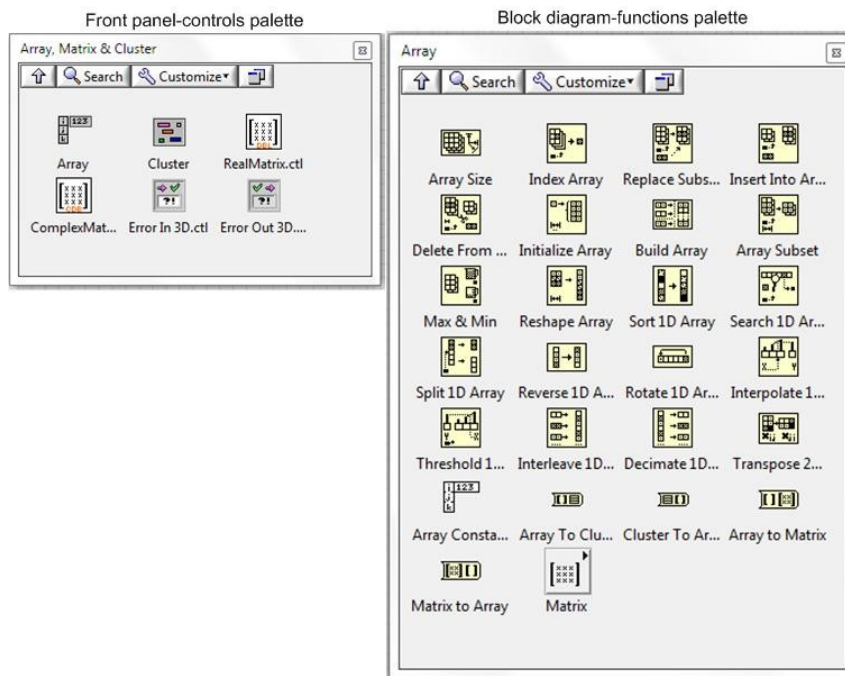 Front panel-controls palette
Array, Matrix & Cluster
Search Customize
Array Cluster RealMatrix.ctl
ComplexMat... Error In 3D.ctl Error Out 3D....
Block diagram-functions palette
Array
Search Customize
Array Size Index Array Replace Subs... Insert Into Ar...
Delete From ... Initialize Array Build Array Array Subset
Max & Min Reshape Array Sort 1D Array Search 1D Ar...
Split 1D Array Reverse 1D A... Rotate 1D Ar... Interpolate 1...
Threshold 1... Interleave 1D... Decimate 1D... Transpose 2...
Array Consta... Array To Clu... Cluster To Ar... Array to Matrix
Matrix to Array Matrix